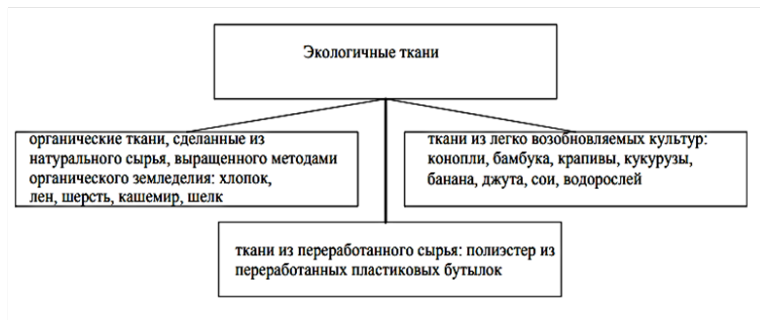 Экологичные ткани
органические ткани, сделанные из
натурального сырья, выращенного методами
органического земледелия: хлопок,
лен, шерсть, кашемир, шелк
ткани из легко возобновляемых культур:
конопли, бамбука, крапивы, кукурузы,
банана, джута, сои, водорослей
ткани из переработанного сырья: полиэстер из
переработанных пластиковых бутылок